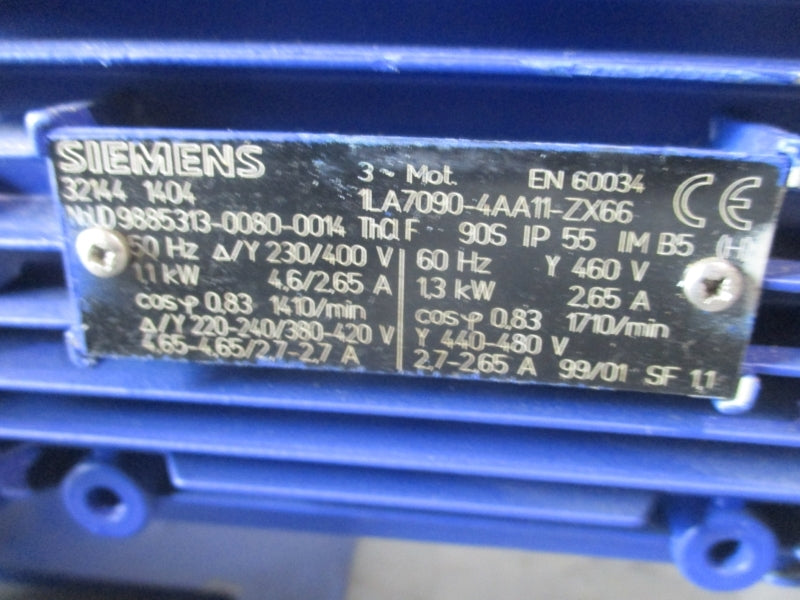 SIEMENS 3 ~ Mot. EN 60034 CE
32144 1404 1LA7090-4AA11-ZX66
D9885313-0080-0014 Th.Cl F 90S IP 55 IM B5 (H)
50 Hz Δ/Y 230/400 V 60 Hz Y 460 V
1,1 kW 4,6/2,65 A 1,3 kW 2,65 A
cos φ 0,83 1410/min cos φ 0,83 1710/min
Δ/Y 220-240/380-420 V Y 440-480 V
4,65-4,65/2,7-2,7 A 2,7-2,65 A 99/01 SF 1,1